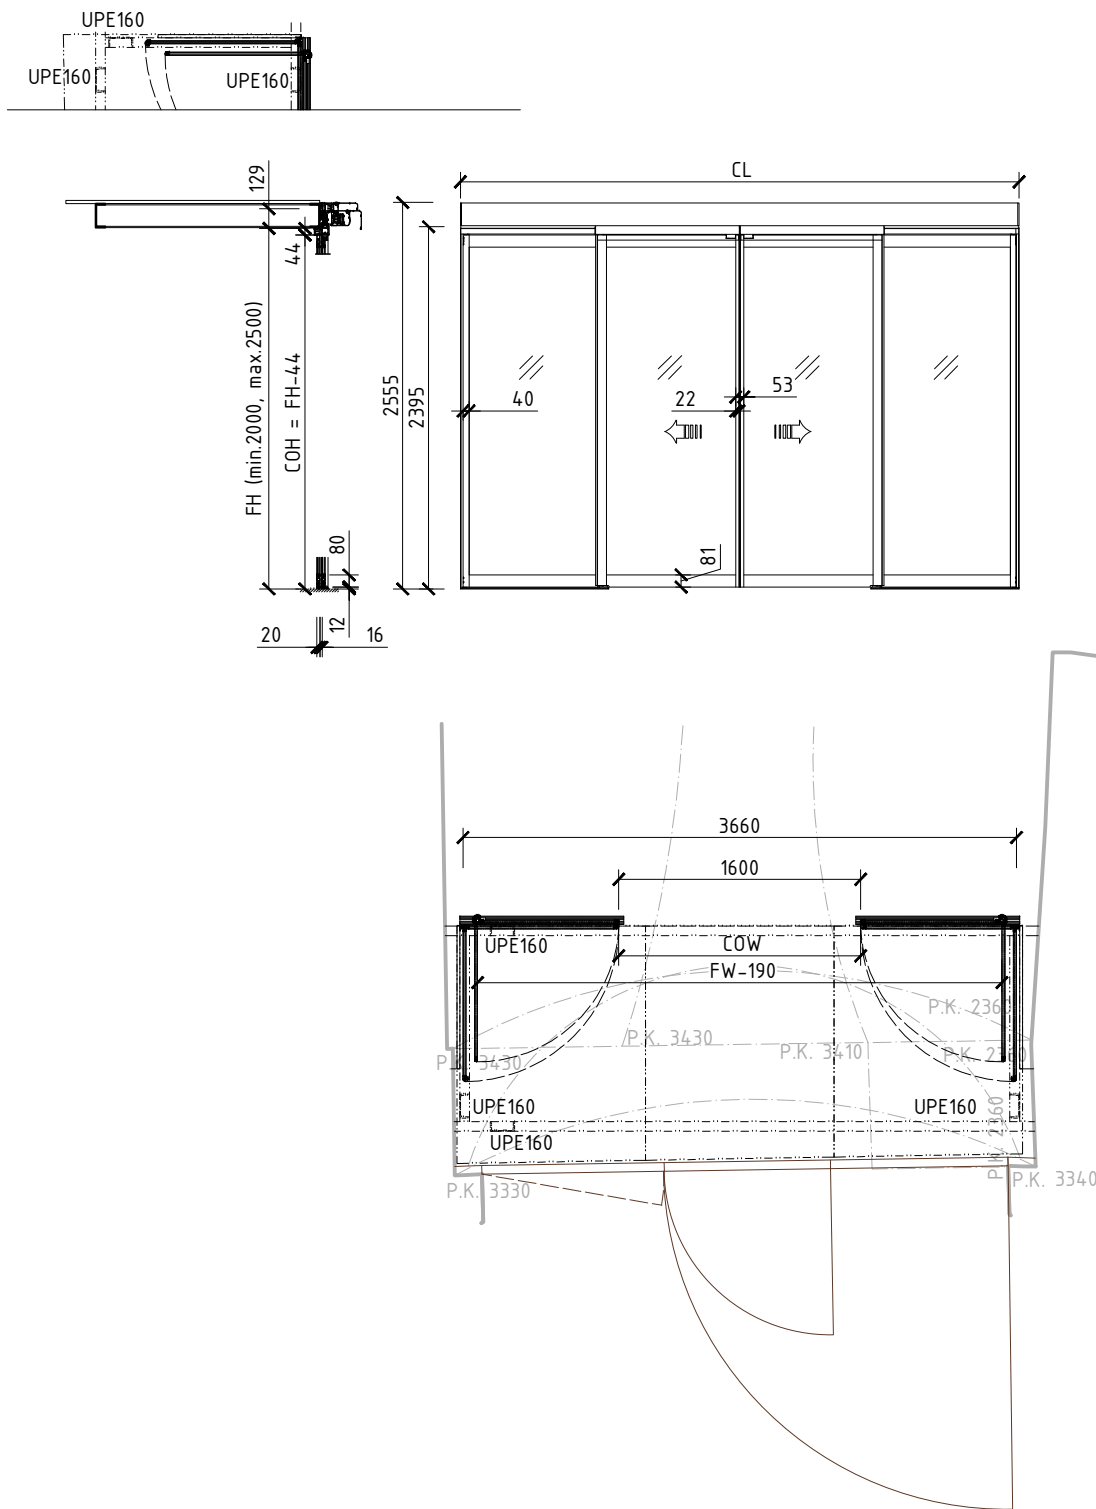 UPE160
UPE160
UPE160
CL
129
44
FH (min.2000, max.2500)
COH = FH-44
2555
2395
40
22
53
81
80
12
20
16
3660
1600
UPE160
COW
FW-190
P.K. 2360
P.K. 3430
P.K. 3410
P.K. 3430
UPE160
UPE160
UPE160
P.K. 3330
P.K. 3340